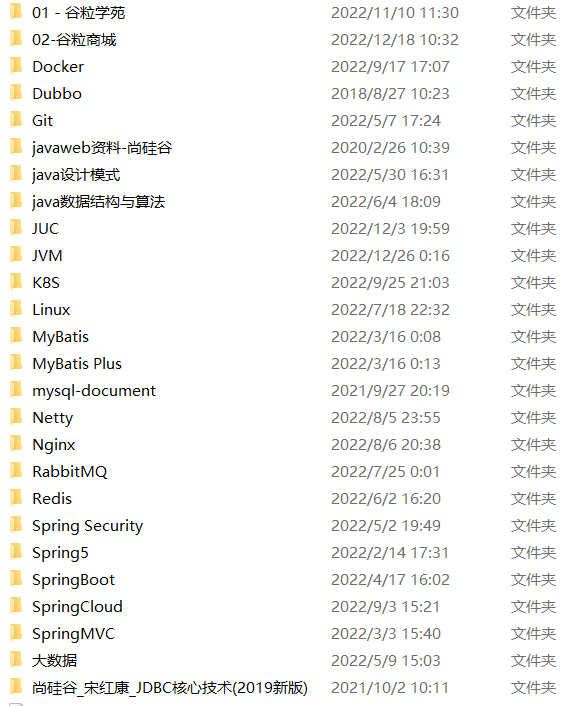 01 - 谷粒学苑 2022/11/10 11:30 文件夹
02-谷粒商城 2022/12/18 10:32 文件夹
Docker 2022/9/17 17:07 文件夹
Dubbo 2018/8/27 10:23 文件夹
Git 2022/5/7 17:24 文件夹
javaweb资料-尚硅谷 2020/2/26 10:39 文件夹
java设计模式 2022/5/30 16:31 文件夹
java数据结构与算法 2022/6/4 18:09 文件夹
JUC 2022/12/3 19:59 文件夹
JVM 2022/12/26 0:16 文件夹
K8S 2022/9/25 21:03 文件夹
Linux 2022/7/18 22:32 文件夹
MyBatis 2022/3/16 0:08 文件夹
MyBatis Plus 2022/3/16 0:13 文件夹
mysql-document 2021/9/27 20:19 文件夹
Netty 2022/8/5 23:55 文件夹
Nginx 2022/8/6 20:38 文件夹
RabbitMQ 2022/7/25 0:01 文件夹
Redis 2022/6/2 16:20 文件夹
Spring Security 2022/5/2 19:49 文件夹
Spring5 2022/2/14 17:31 文件夹
SpringBoot 2022/4/17 16:02 文件夹
SpringCloud 2022/9/3 15:21 文件夹
SpringMVC 2022/3/3 15:40 文件夹
大数据 2022/5/9 15:03 文件夹
尚硅谷_宋红康_JDBC核心技术(2019新版) 2021/10/2 10:11 文件夹